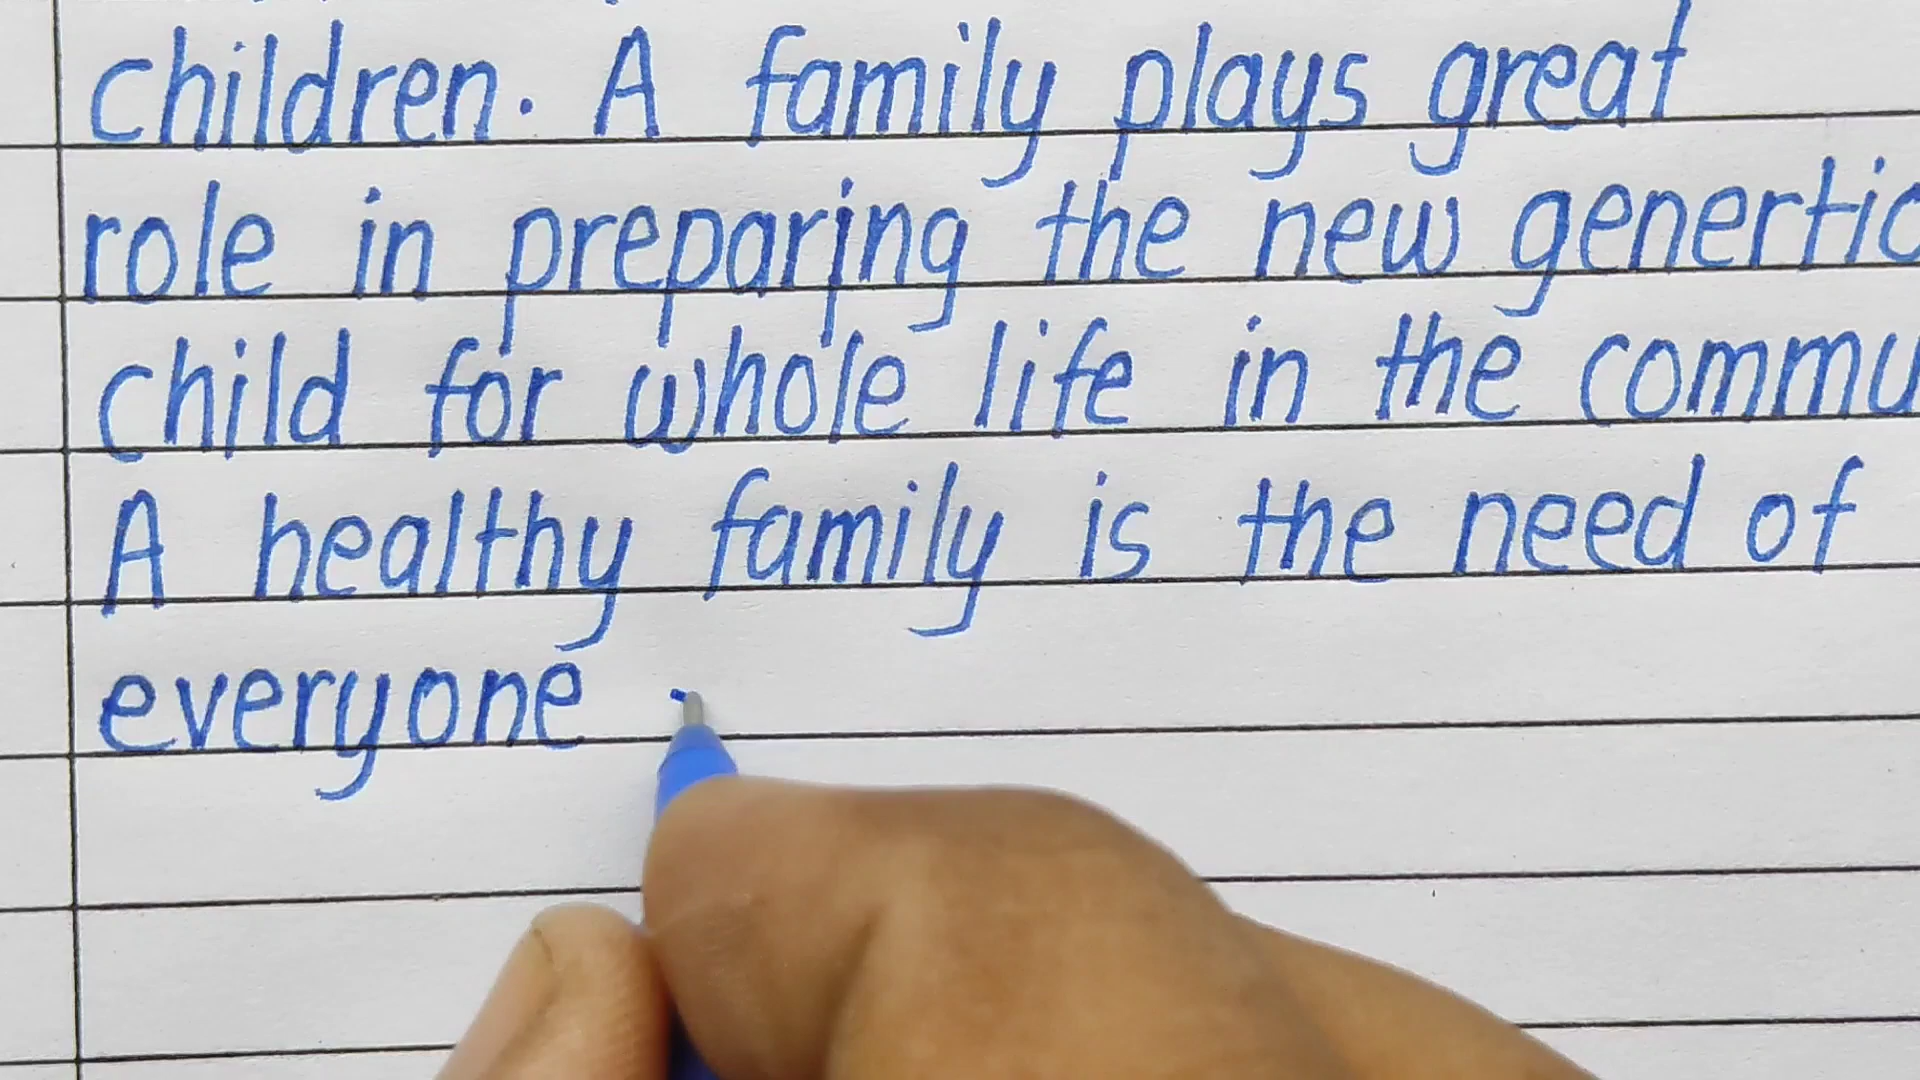 children. A family plays great
role in preparing the new genertio
child for whole life in the commu
A healthy family is the need of
everyone